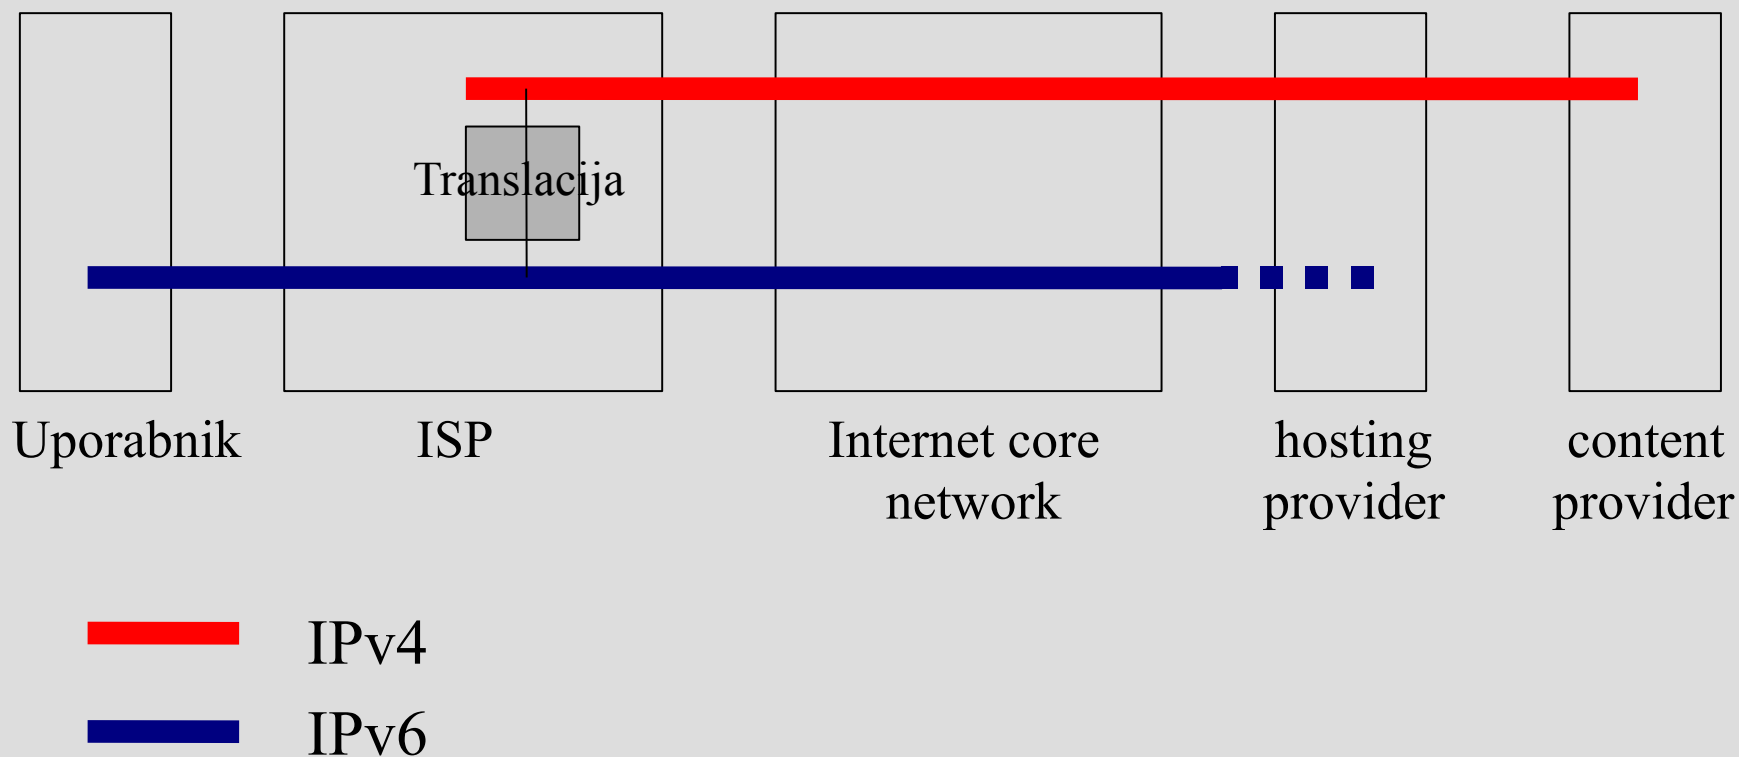 Translacija
Uporabnik
ISP
Internet core
network
hosting
provider
content
provider
IPv4
IPv6